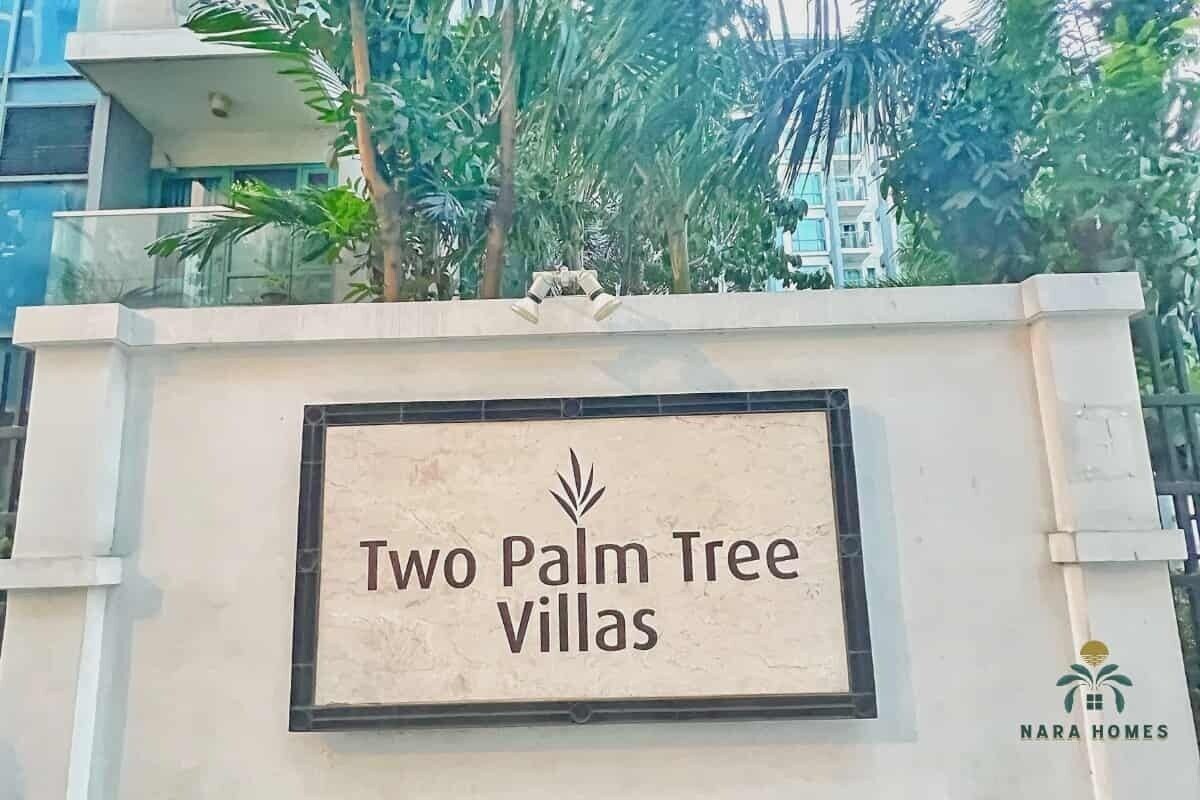 Two Palm Tree
Villas
NARA HOMES